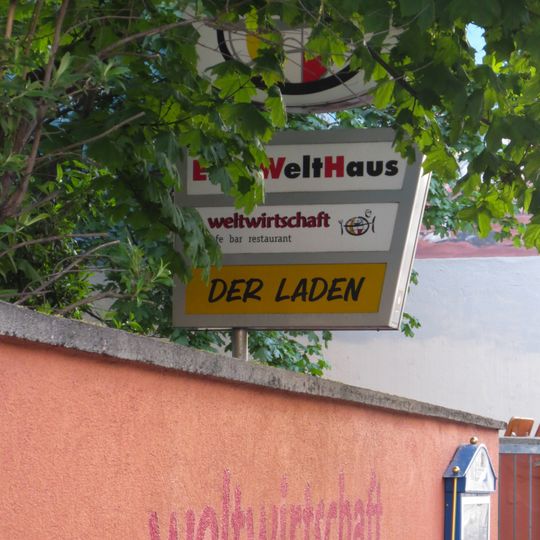 WeltHaus
weltwirtschaft
bar restaurant
DER LADEN
weltwirtschaft